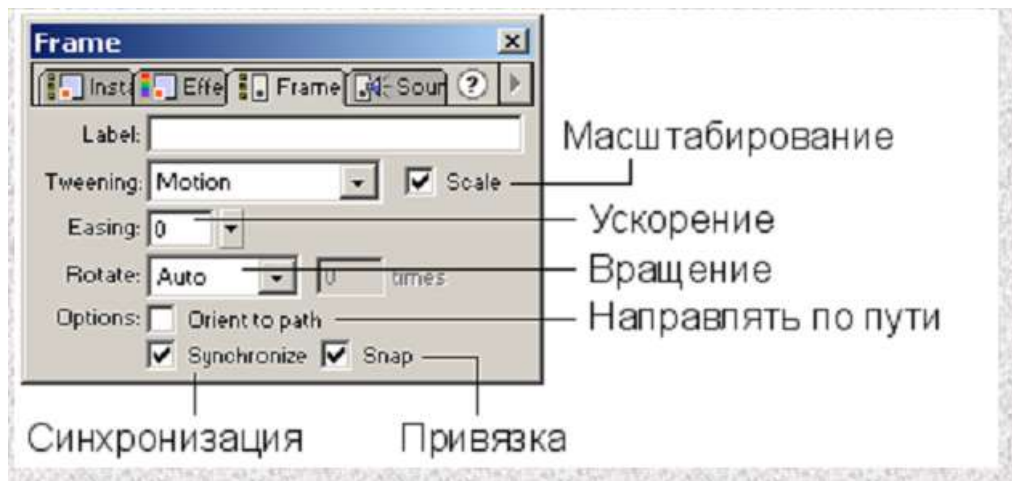 Frame
Insta Effe Frame Soun ?
Label:
Масштабирование
Tweening: Motion Scale
Easing: 0 Ускорение
Rotate: Auto 0 times Вращение
Options: Orient to path Направлять по пути
Synchronize Snap
Синхронизация Привязка